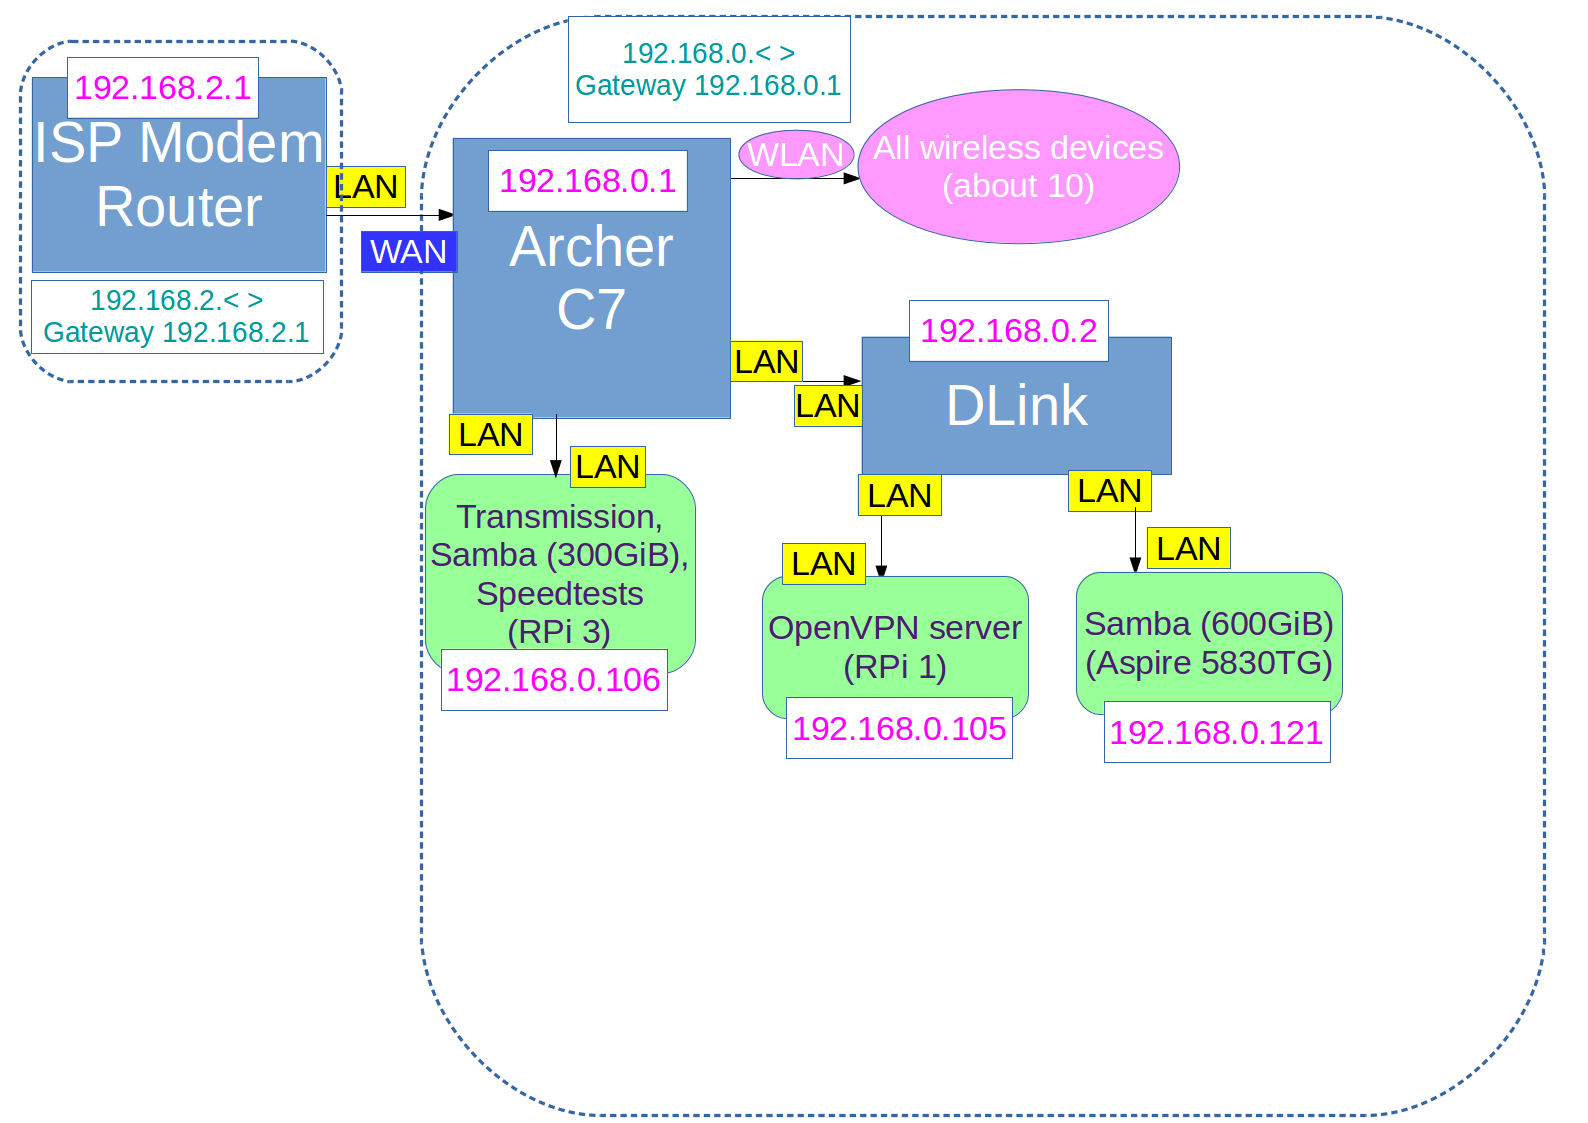 192.168.2.1
ISP Modem
Router
192.168.2.< >
Gateway 192.168.2.1
LAN
WAN
192.168.0.< >
Gateway 192.168.0.1
192.168.0.1
Archer
C7
WLAN
All wireless devices
(about 10)
LAN
LAN
192.168.0.2
DLink
LAN
LAN
Transmission,
Samba (300GiB),
Speedtests
(RPi 3)
192.168.0.106
LAN
LAN
OpenVPN server
(RPi 1)
192.168.0.105
LAN
LAN
Samba (600GiB)
(Aspire 5830TG)
192.168.0.121